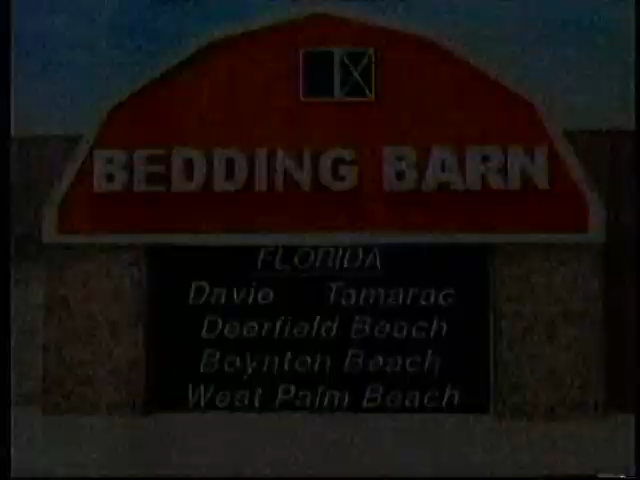 BEDDING BARN
FLORIDA
Davie Tamarac
Deerfield Beach
Boynton Beach
West Palm Beach